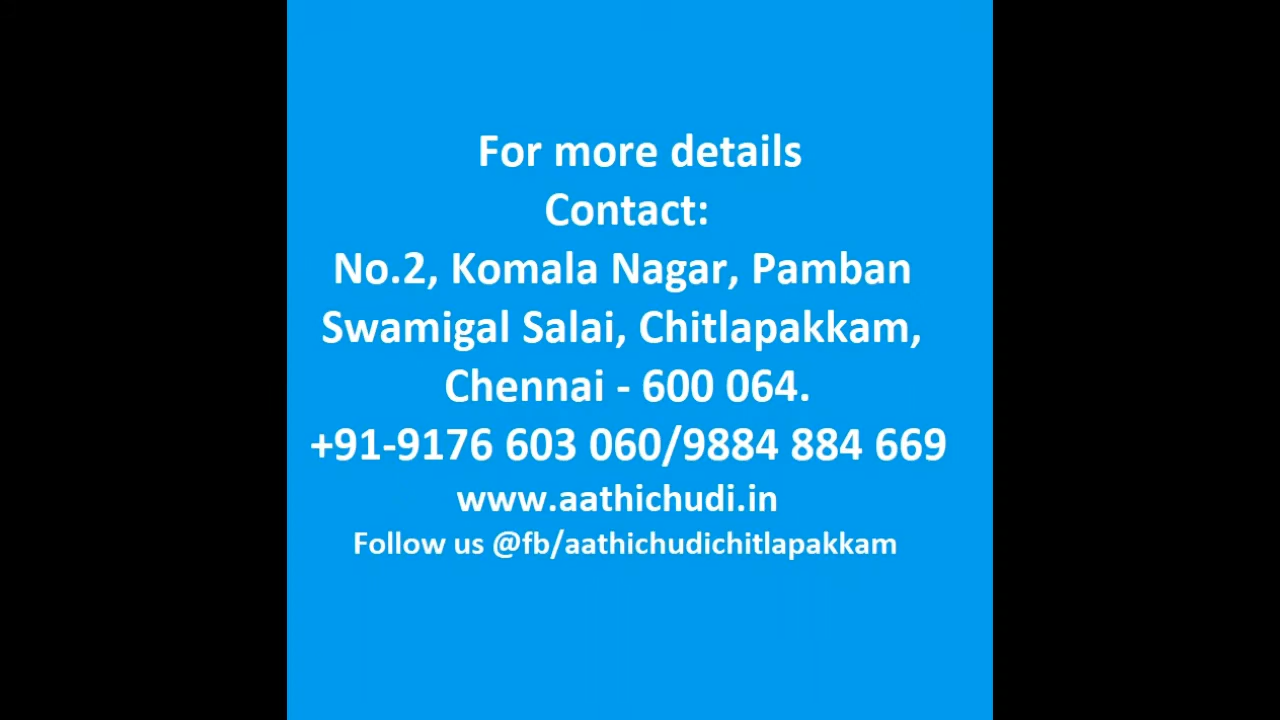 For more details
Contact:
No.2, Komala Nagar, Pamban
Swamigal Salai, Chitlapakkam,
Chennai - 600 064.
+91-9176 603 060/9884 884 669
www.aathichudi.in
Follow us @fb/aathichudichitlapakkam